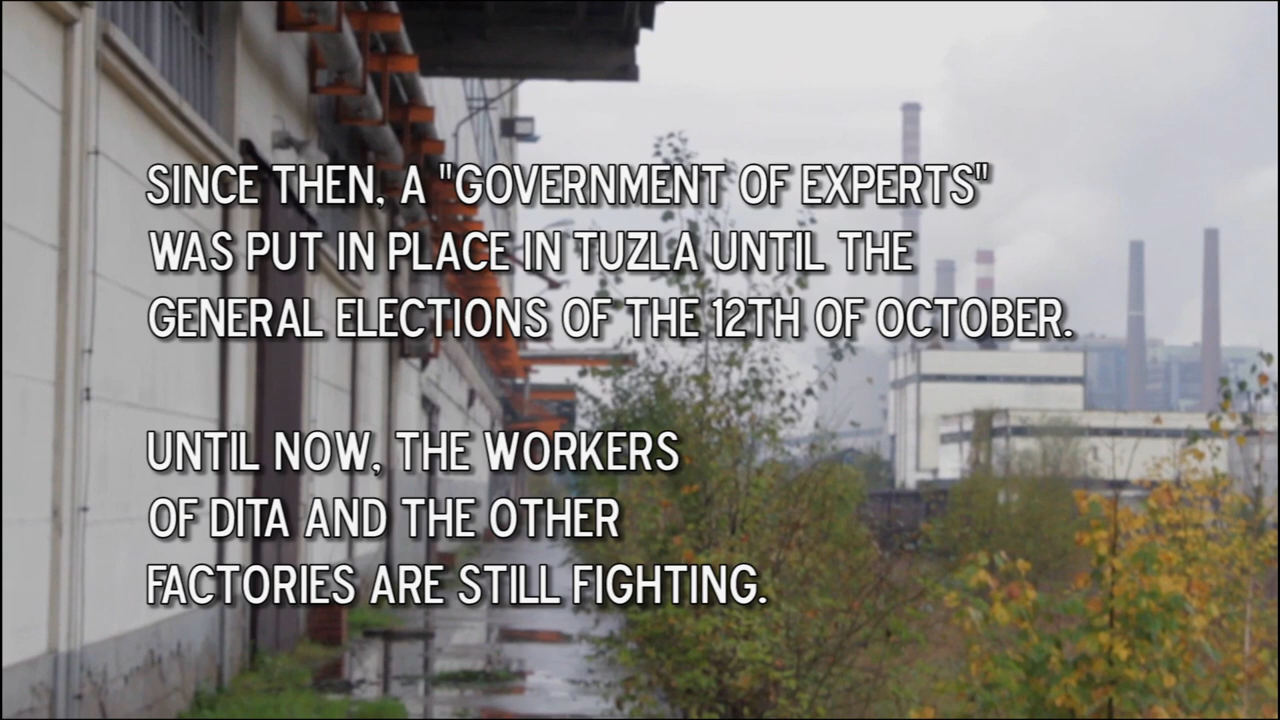 SINCE THEN, A "GOVERNMENT OF EXPERTS"
WAS PUT IN PLACE IN TUZLA UNTIL THE
GENERAL ELECTIONS OF THE 12TH OF OCTOBER.
UNTIL NOW, THE WORKERS
OF DITA AND THE OTHER
FACTORIES ARE STILL FIGHTING.